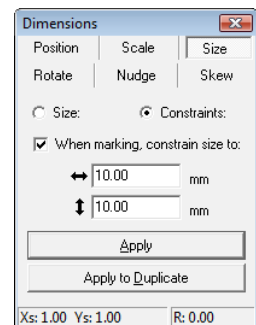 Dimensions
Position Scale Size
Rotate Nudge Skew
Size: Constraints:
When marking, constrain size to:
10.00 mm
10.00 mm
Apply
Apply to Duplicate
Xs: 1.00 Ys: 1.00 R: 0.00